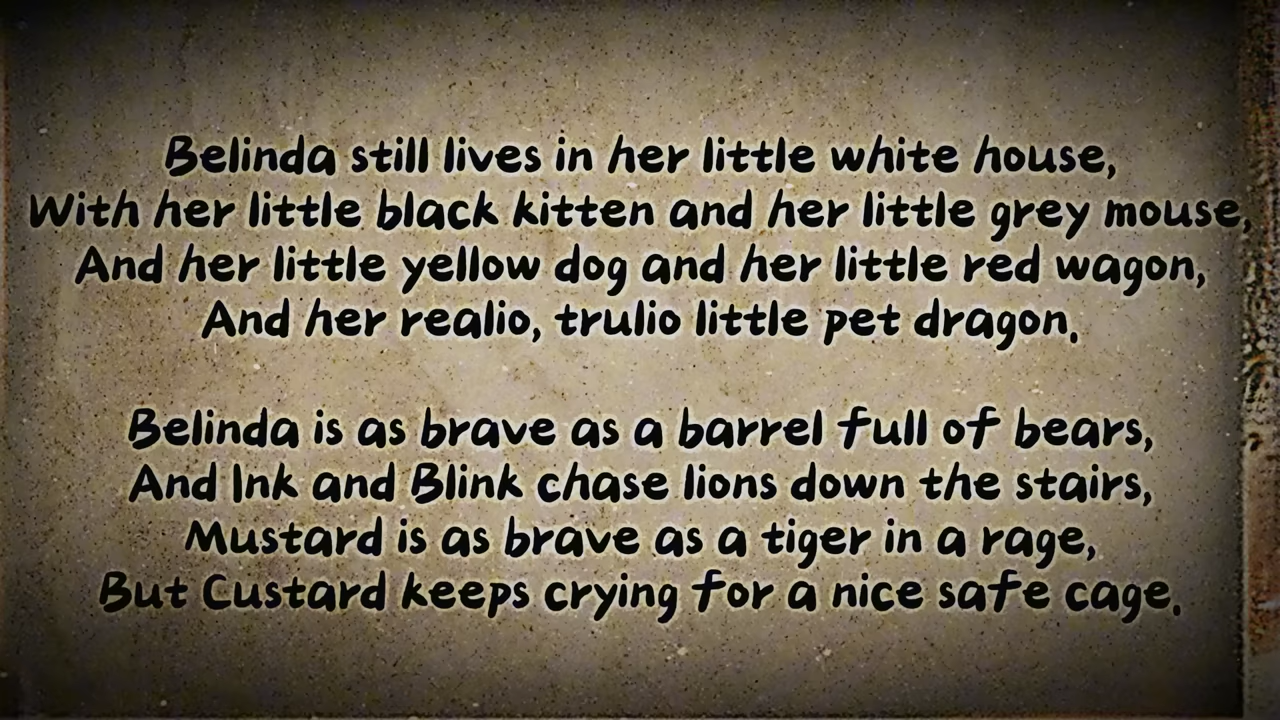 Belinda still lives in her little white house,
With her little black kitten and her little grey mouse,
And her little yellow dog and her little red wagon,
And her realio, trulio little pet dragon.
Belinda is as brave as a barrel full of bears,
And Ink and Blink chase lions down the stairs,
Mustard is as brave as a tiger in a rage,
But Custard keeps crying for a nice safe cage.